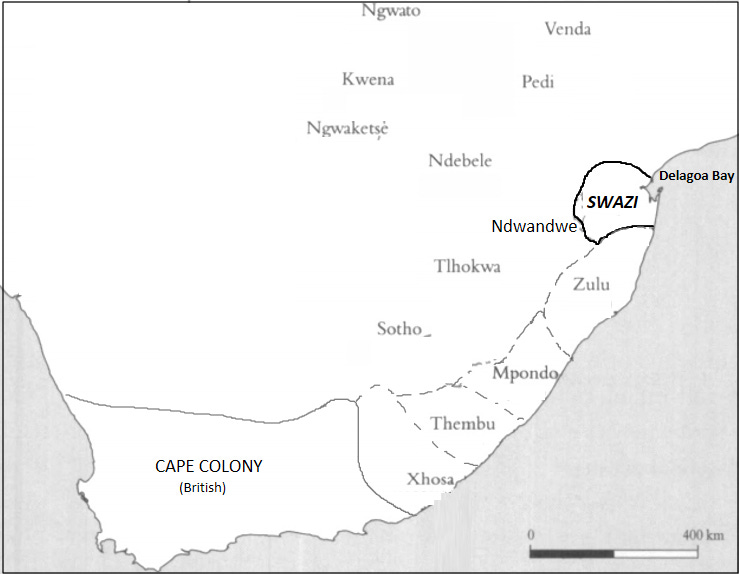 Ngwato
Venda
Kwena
Pedi
Ngwaketsė
Ndebele
Delagoa Bay
SWAZI
Ndwandwe
Tlhokwa
Zulu
Sotho
Mpondo
Thembu
CAPE COLONY
(British)
Xhosa
0 400 km